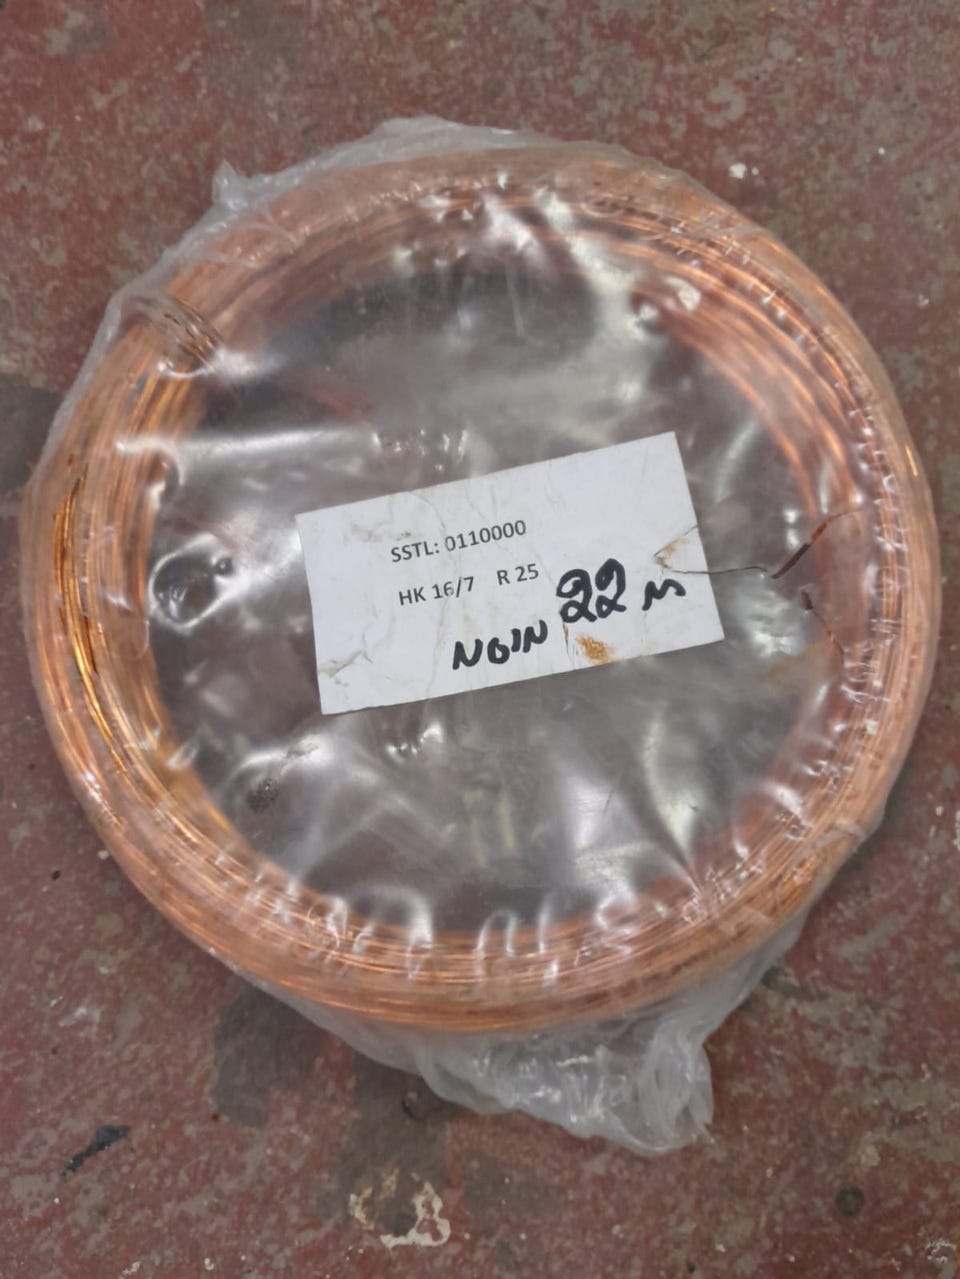 SSTL: 0110000
HK 16/7 R 25
NOIN 22 m